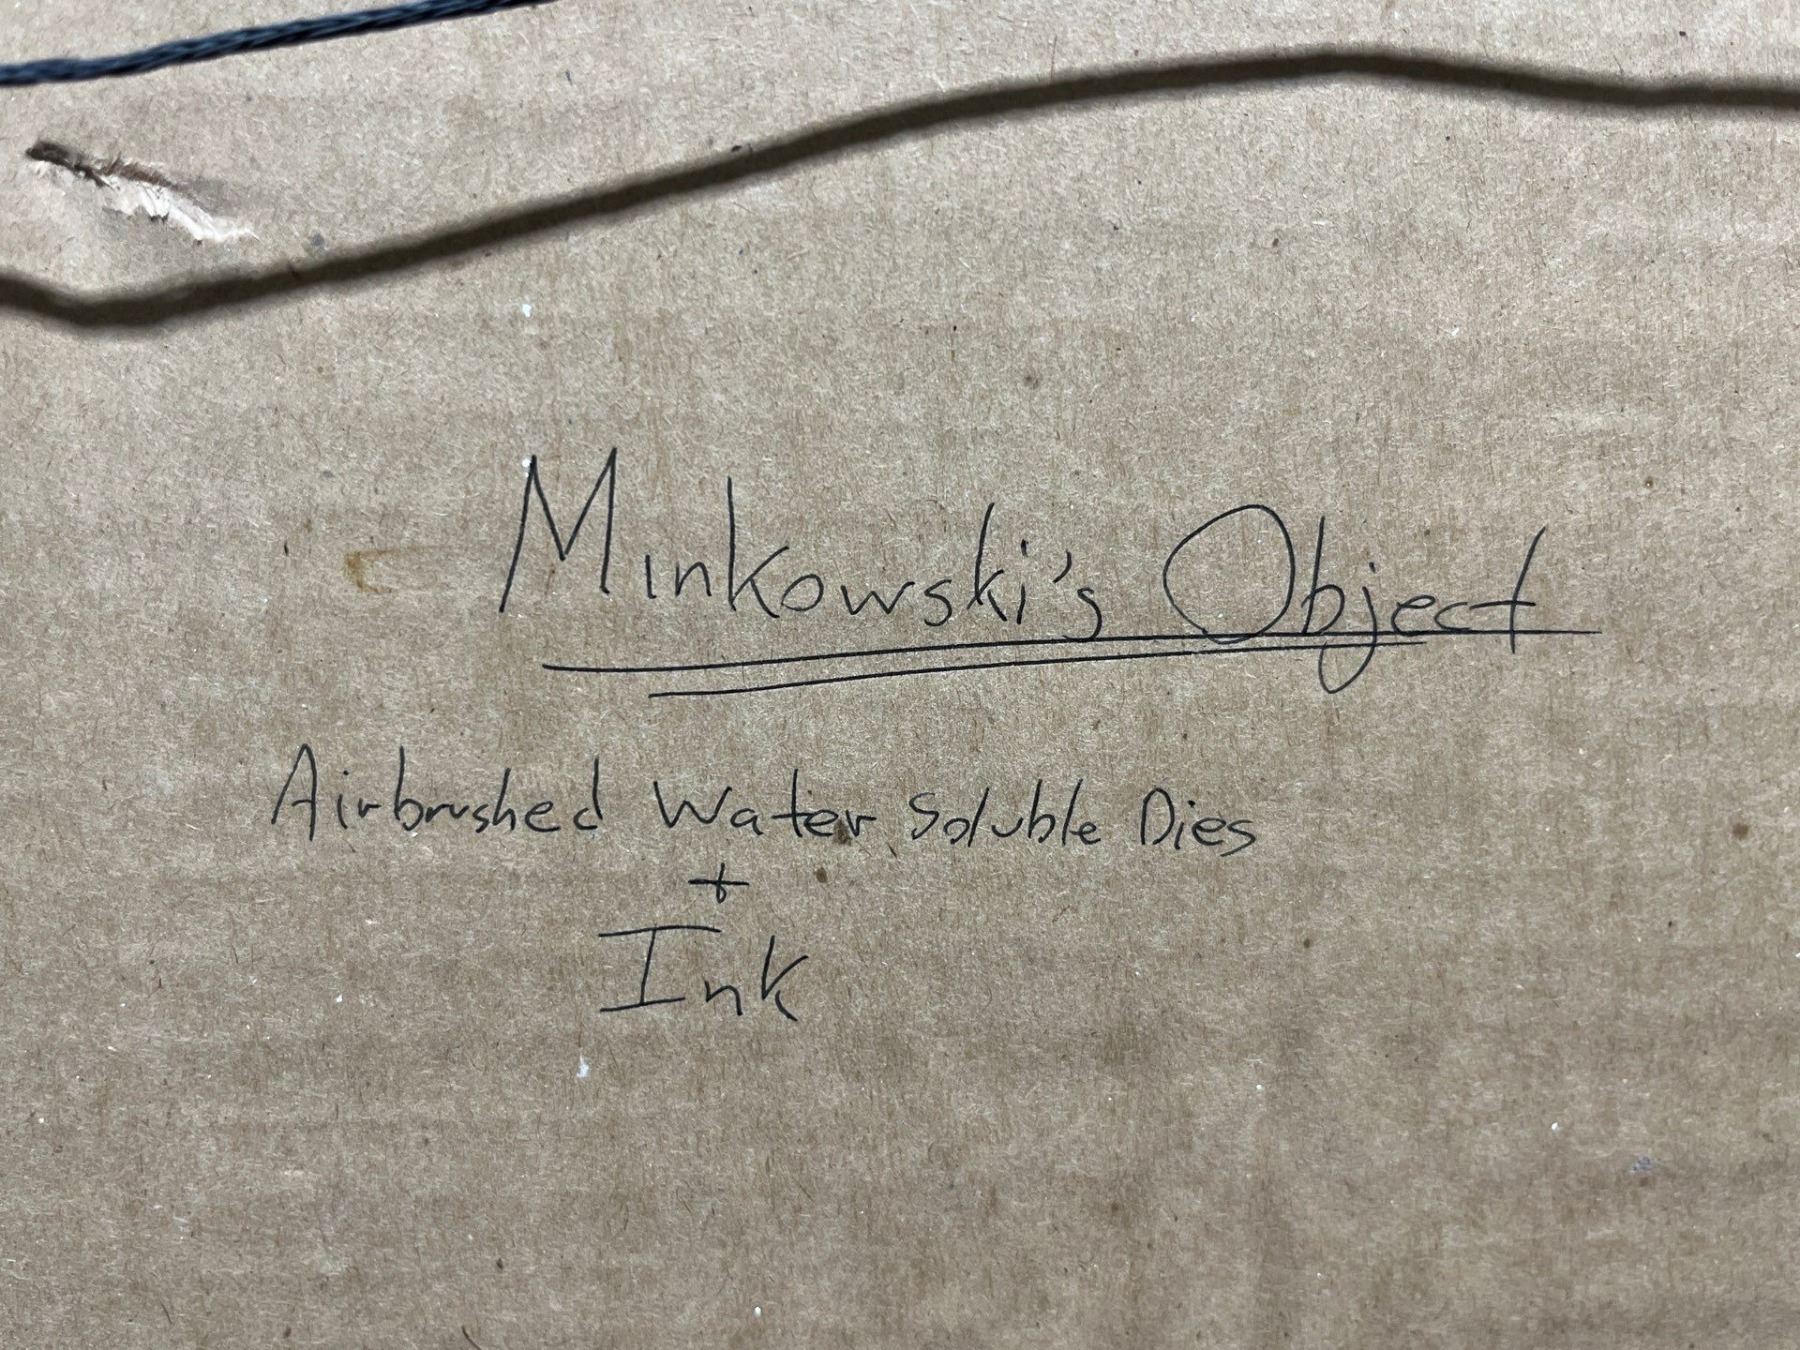 Minkowski's Object
Airbrushed Water Soluble Dies
+
Ink